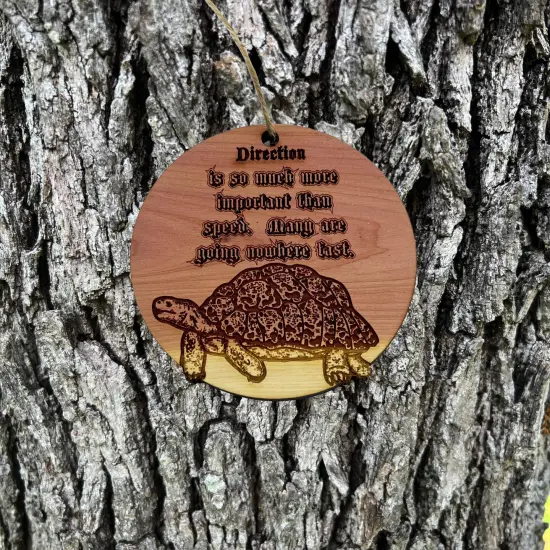 Direction
is so much more
important than
speed. Many are
going nowhere fast.